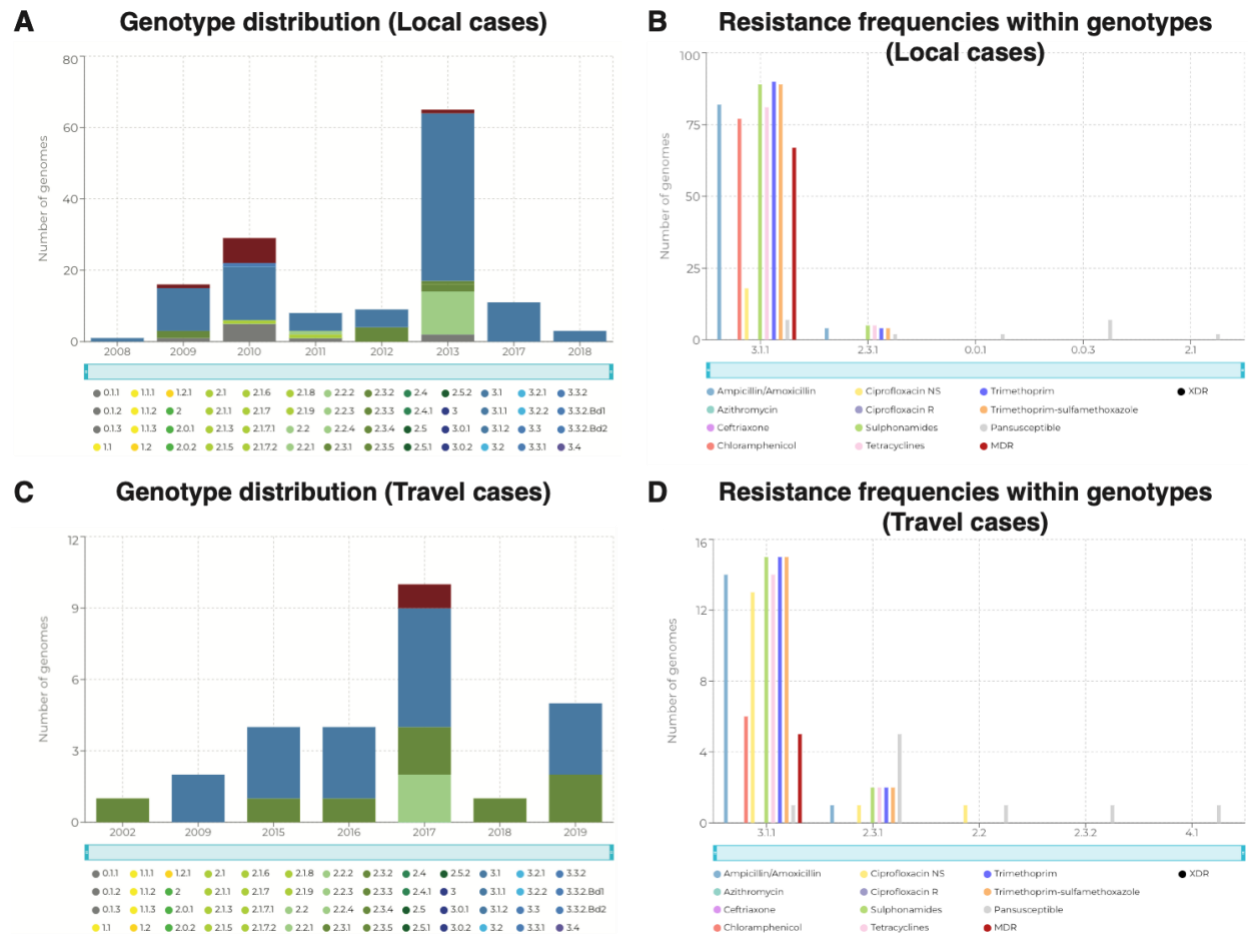 A Genotype distribution (Local cases)
80
60
40
20
0
Number of genomes
2008 2009 2010 2011 2012 2013 2017 2018
0.1.1 1.1.1 1.2.1 2.1 2.1.6 2.1.8 2.2.2 2.3.2 2.4 2.5.2 3.1 3.2.1 3.3.2
0.1.2 1.1.2 2 2.1.1 2.1.7 2.1.9 2.2.3 2.3.3 2.4.1 3 3.1.1 3.2.2 3.3.2.Bd1
0.1.3 1.1.3 2.0.1 2.1.3 2.1.7.1 2.2 2.2.4 2.3.4 2.5 3.0.1 3.1.2 3.3 3.3.2.Bd2
1.1 1.2 2.0.2 2.1.5 2.1.7.2 2.2.1 2.3.1 2.3.5 2.5.1 3.0.2 3.2 3.3.1 3.4
B Resistance frequencies within genotypes
(Local cases)
100
75
50
25
0
Number of genomes
3.1.1 2.3.1 0.0.1 0.0.3 2.1
Ampicillin/Amoxicillin Ciprofloxacin NS Trimethoprim XDR
Azithromycin Ciprofloxacin R Trimethoprim-sulfamethoxazole
Ceftriaxone Sulphonamides Pansusceptible
Chloramphenicol Tetracyclines MDR
C Genotype distribution (Travel cases)
12
9
6
3
0
Number of genomes
2002 2009 2015 2016 2017 2018 2019
0.1.1 1.1.1 1.2.1 2.1 2.1.6 2.1.8 2.2.2 2.3.2 2.4 2.5.2 3.1 3.2.1 3.3.2
0.1.2 1.1.2 2 2.1.1 2.1.7 2.1.9 2.2.3 2.3.3 2.4.1 3 3.1.1 3.2.2 3.3.2.Bd1
0.1.3 1.1.3 2.0.1 2.1.3 2.1.7.1 2.2 2.2.4 2.3.4 2.5 3.0.1 3.1.2 3.3 3.3.2.Bd2
1.1 1.2 2.0.2 2.1.5 2.1.7.2 2.2.1 2.3.1 2.3.5 2.5.1 3.0.2 3.2 3.3.1 3.4
D Resistance frequencies within genotypes
(Travel cases)
16
12
8
4
0
Number of genomes
3.1.1 2.3.1 2.2 2.3.2 4.1
Ampicillin/Amoxicillin Ciprofloxacin NS Trimethoprim XDR
Azithromycin Ciprofloxacin R Trimethoprim-sulfamethoxazole
Ceftriaxone Sulphonamides Pansusceptible
Chloramphenicol Tetracyclines MDR